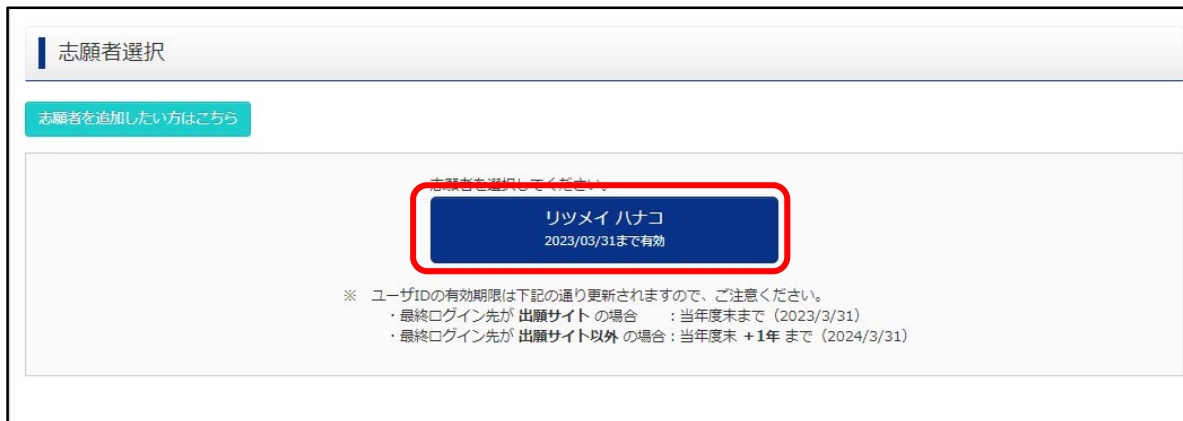 志願者選択
志願者を追加したい方はこちら
志願者を選択してください。
リツメイ ハナコ
2023/03/31まで有効
※ ユーザIDの有効期限は下記の通り更新されますので、ご注意ください。
・最終ログイン先が 出願サイト の場合 : 当年度末まで（2023/3/31）
・最終ログイン先が 出願サイト以外 の場合 : 当年度末 +1年 まで（2024/3/31）